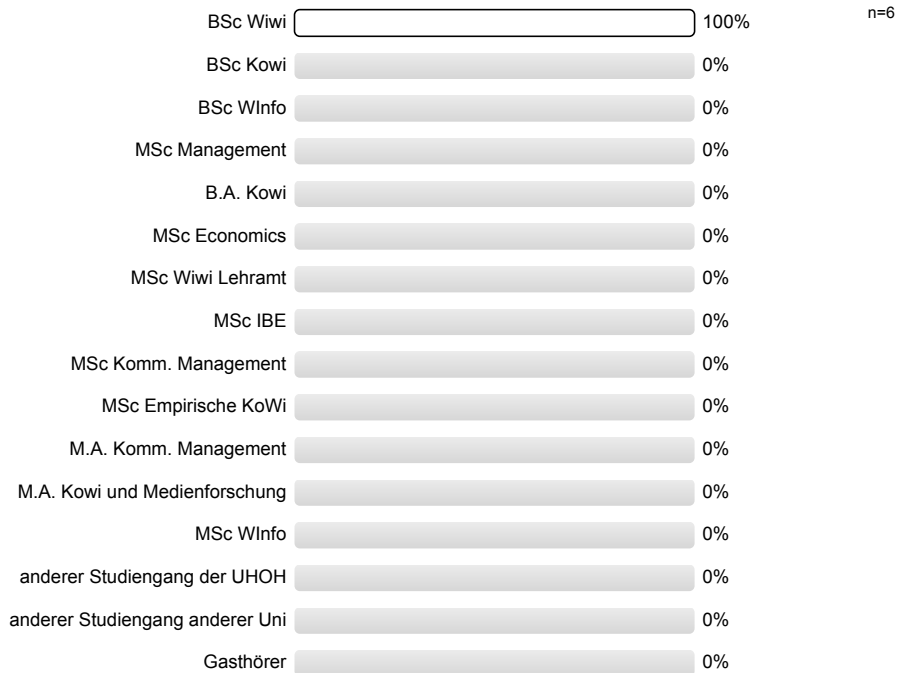 BSc Wiwi 100% n=6
BSc Kowi 0%
BSc WInfo 0%
MSc Management 0%
B.A. Kowi 0%
MSc Economics 0%
MSc Wiwi Lehramt 0%
MSc IBE 0%
MSc Komm. Management 0%
MSc Empirische KoWi 0%
M.A. Komm. Management 0%
M.A. Kowi und Medienforschung 0%
MSc WInfo 0%
anderer Studiengang der UHOH 0%
anderer Studiengang anderer Uni 0%
Gasthörer 0%